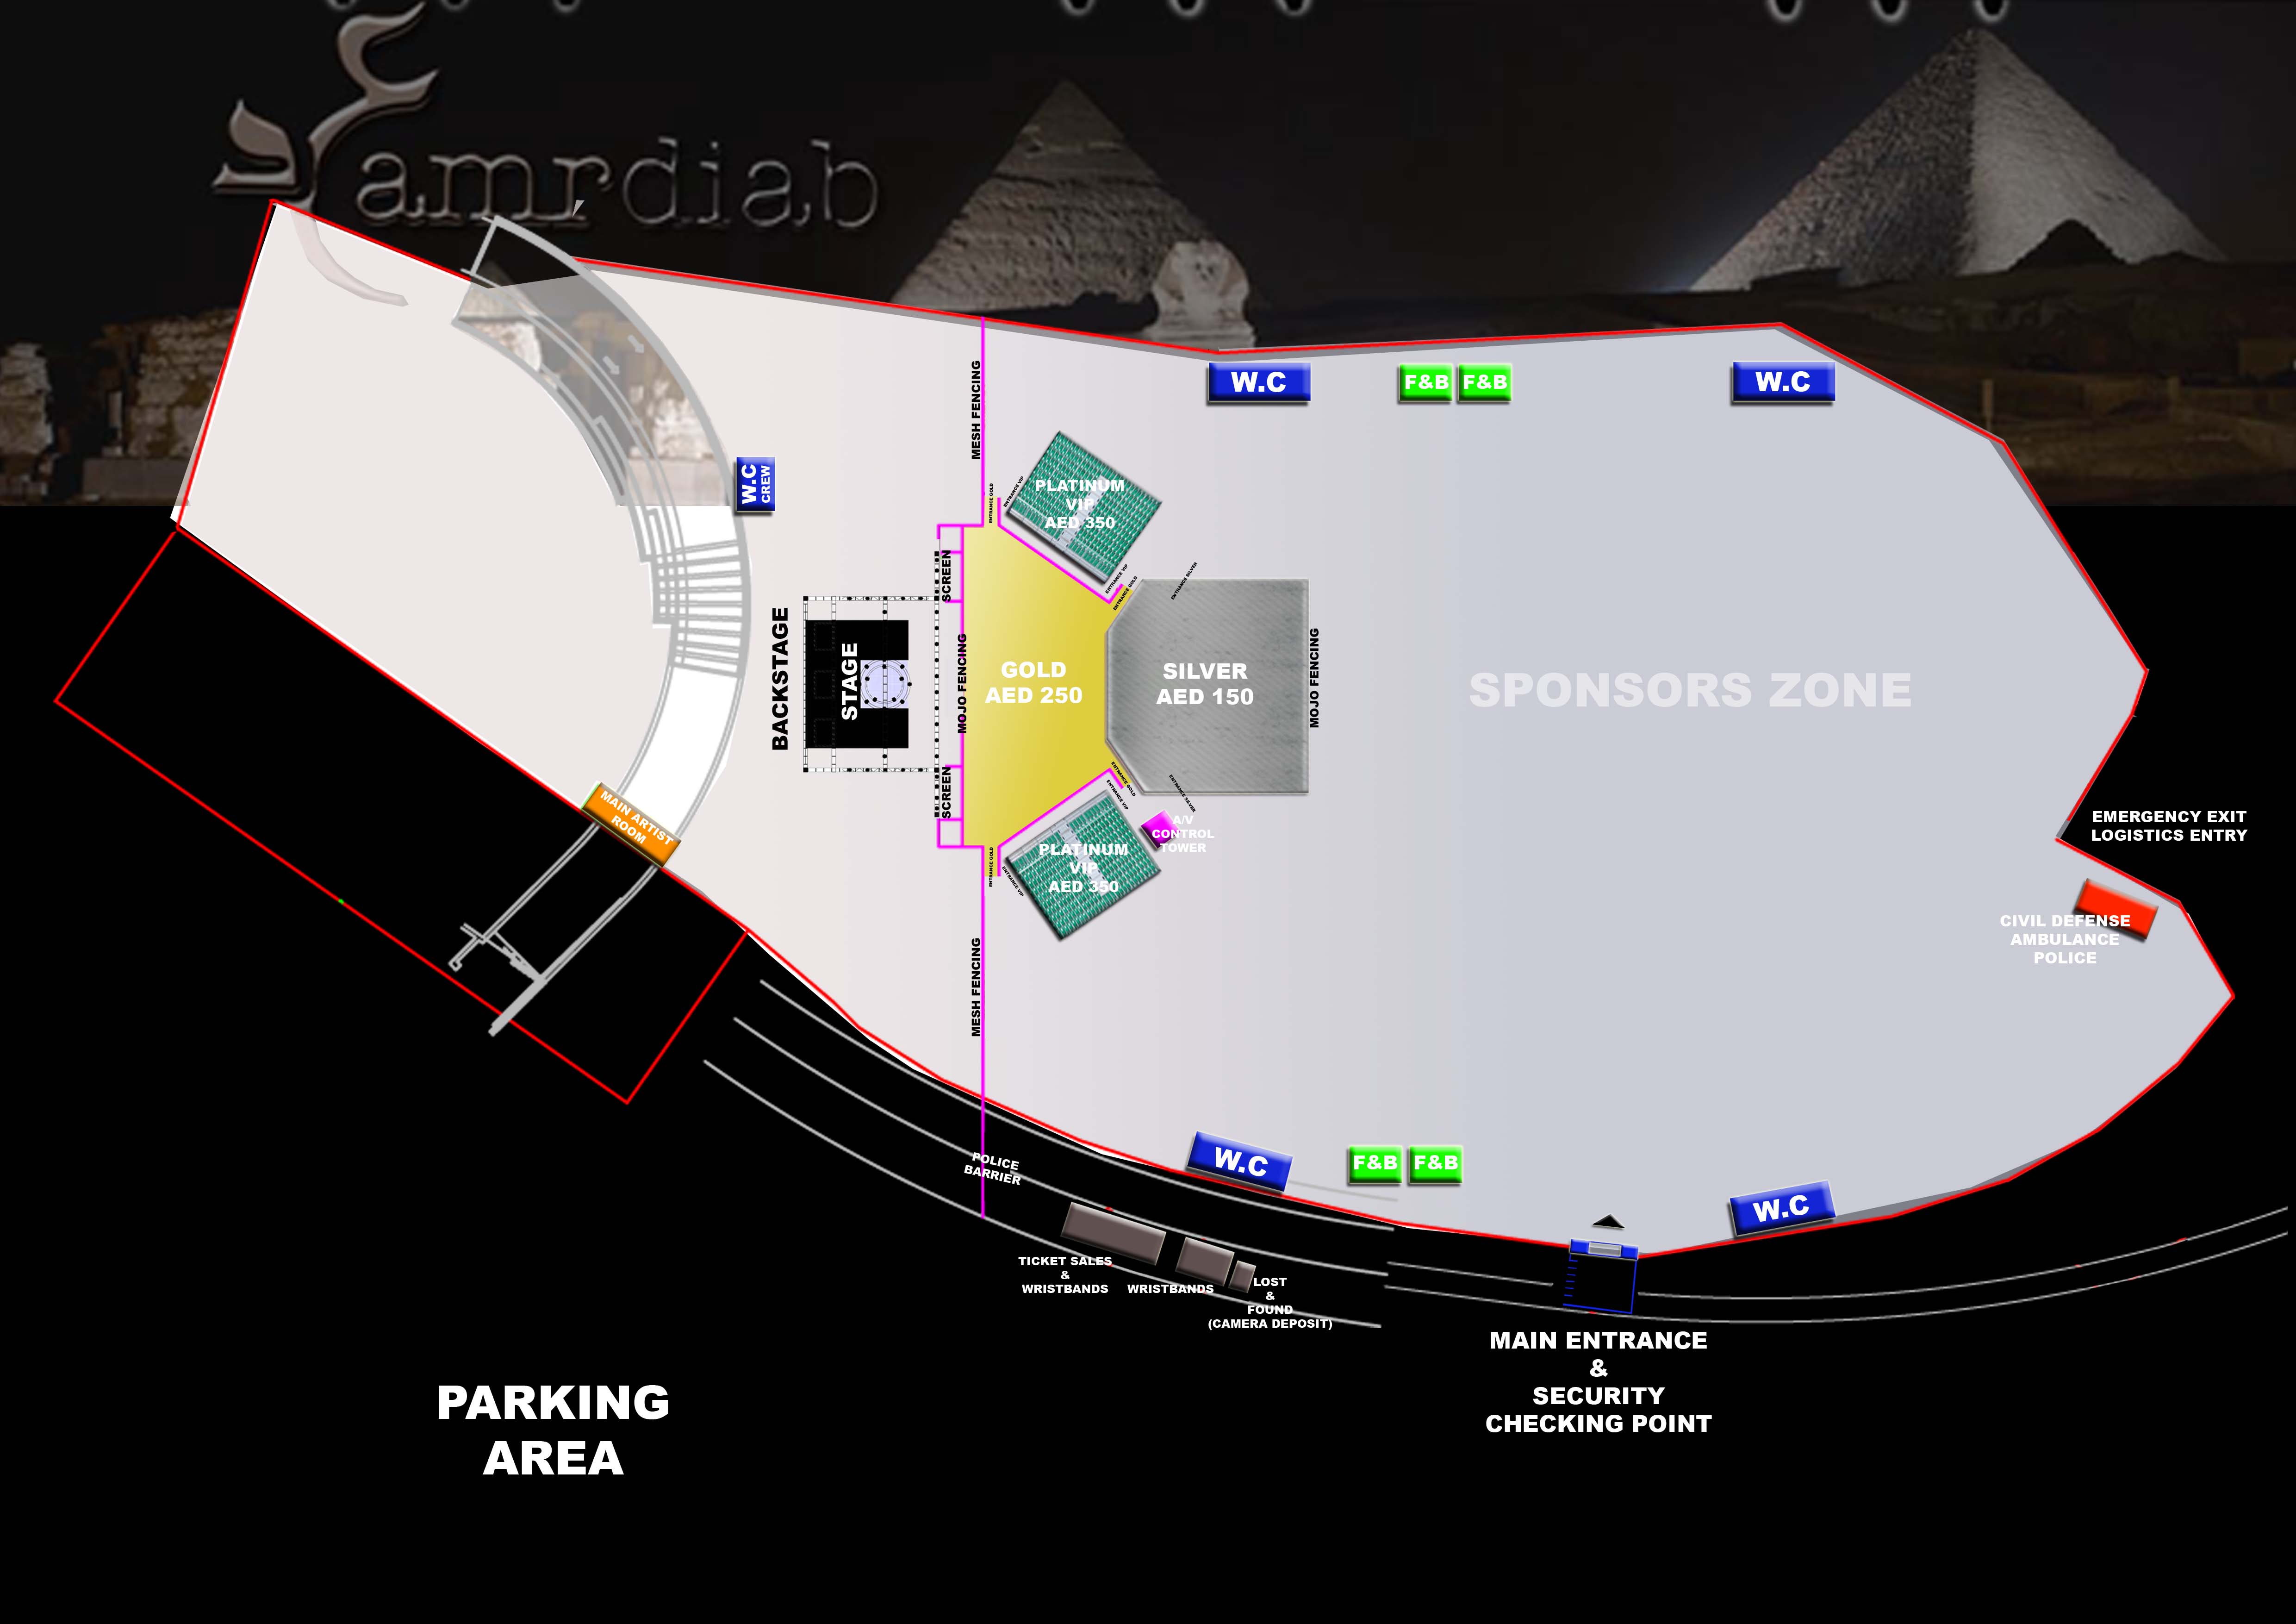 amrdiab
W.C
F&B
F&B
W.C
MESH FENCING
W.C
CREW
ENTRANCE GOLD
ENTRANCE VIP
PLATINUM
VIP
AED 350
ENTRANCE VIP
ENTRANCE GOLD
ENTRANCE SILVER
SCREEN
BACKSTAGE
STAGE
MOJO FENCING
GOLD
AED 250
SILVER
AED 150
MOJO FENCING
SPONSORS ZONE
SCREEN
ENTRANCE GOLD
ENTRANCE VIP
ENTRANCE SILVER
MAIN ARTIST
ROOM
A/V
CONTROL
TOWER
PLATINUM
VIP
AED 350
ENTRANCE GOLD
ENTRANCE VIP
EMERGENCY EXIT
LOGISTICS ENTRY
CIVIL DEFENSE
AMBULANCE
POLICE
MESH FENCING
POLICE
BARRIER
W.C
F&B
F&B
W.C
TICKET SALES
&
WRISTBANDS
WRISTBANDS
LOST
&
FOUND
(CAMERA DEPOSIT)
MAIN ENTRANCE
&
SECURITY
CHECKING POINT
PARKING
AREA